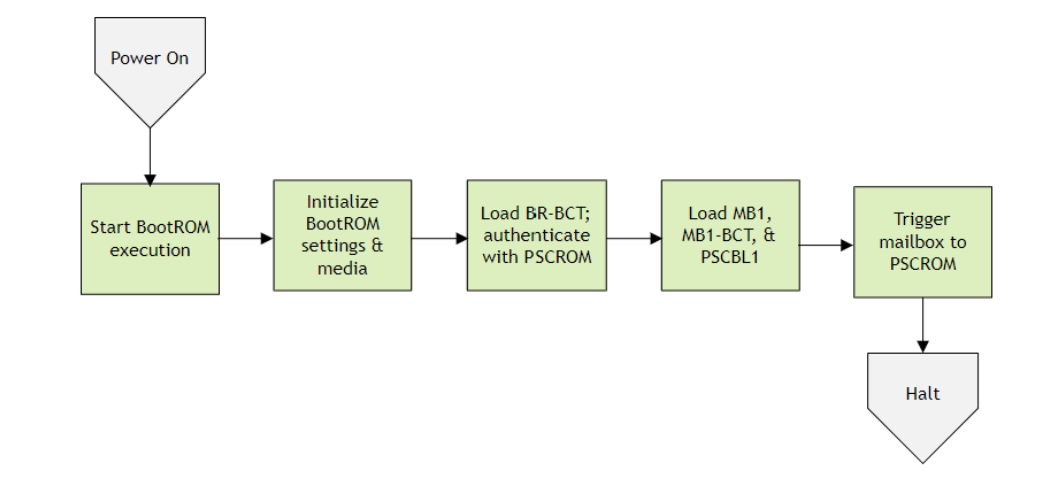 Power On
Start BootROM
execution
Initialize
BootROM
settings &
media
Load BR-BCT;
authenticate
with PSCROM
Load MB1,
MB1-BCT, &
PSCBL1
Trigger
mailbox to
PSCROM
Halt